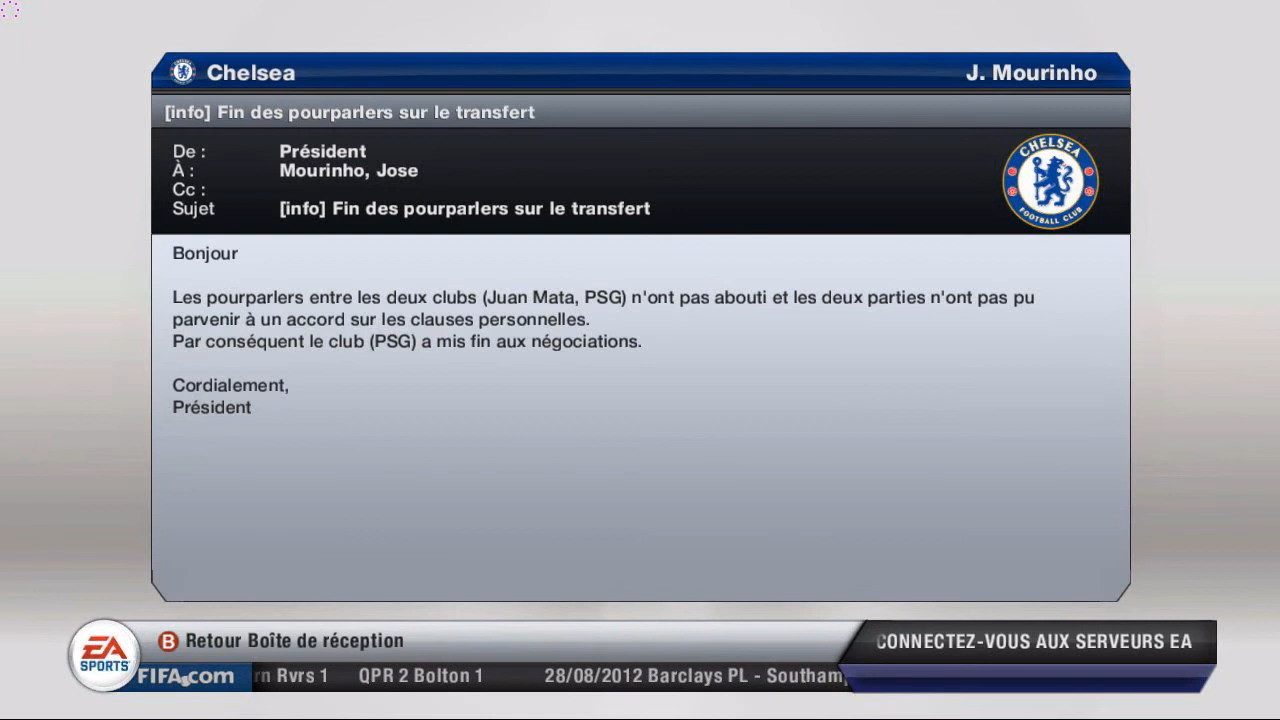 Chelsea
J. Mourinho
[info] Fin des pourparlers sur le transfert
De : Président
À : Mourinho, Jose
Cc :
Sujet [info] Fin des pourparlers sur le transfert
CHELSEA
FOOTBALL CLUB
Bonjour
Les pourparlers entre les deux clubs (Juan Mata, PSG) n'ont pas abouti et les deux parties n'ont pas pu
parvenir à un accord sur les clauses personnelles.
Par conséquent le club (PSG) a mis fin aux négociations.
Cordialement,
Président
B Retour Boîte de réception
CONNECTEZ-VOUS AUX SERVEURS EA
EA
SPORTS
FIFA.com
Rvrs 1 QPR 2 Bolton 1 28/08/2012 Barclays PL - Southam